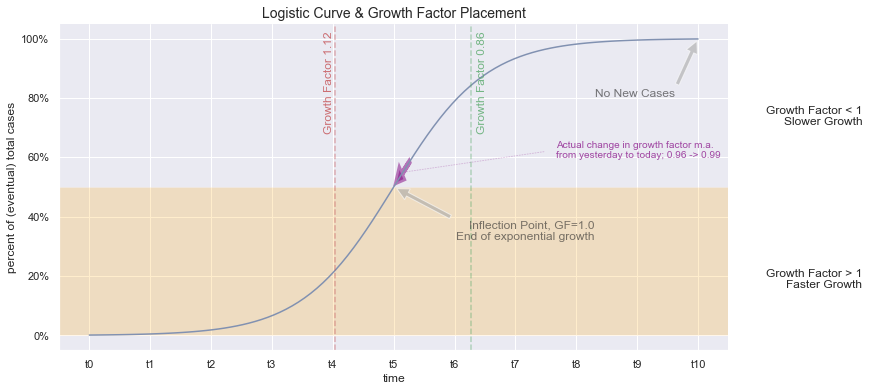 Logistic Curve & Growth Factor Placement
percent of (eventual) total cases
100%
80%
60%
40%
20%
0%
Growth Factor 1.12
Growth Factor 0.86
No New Cases
Growth Factor < 1
Slower Growth
Actual change in growth factor m.a.
from yesterday to today; 0.96 -> 0.99
Inflection Point, GF=1.0
End of exponential growth
Growth Factor > 1
Faster Growth
t0 t1 t2 t3 t4 t5 t6 t7 t8 t9 t10
time